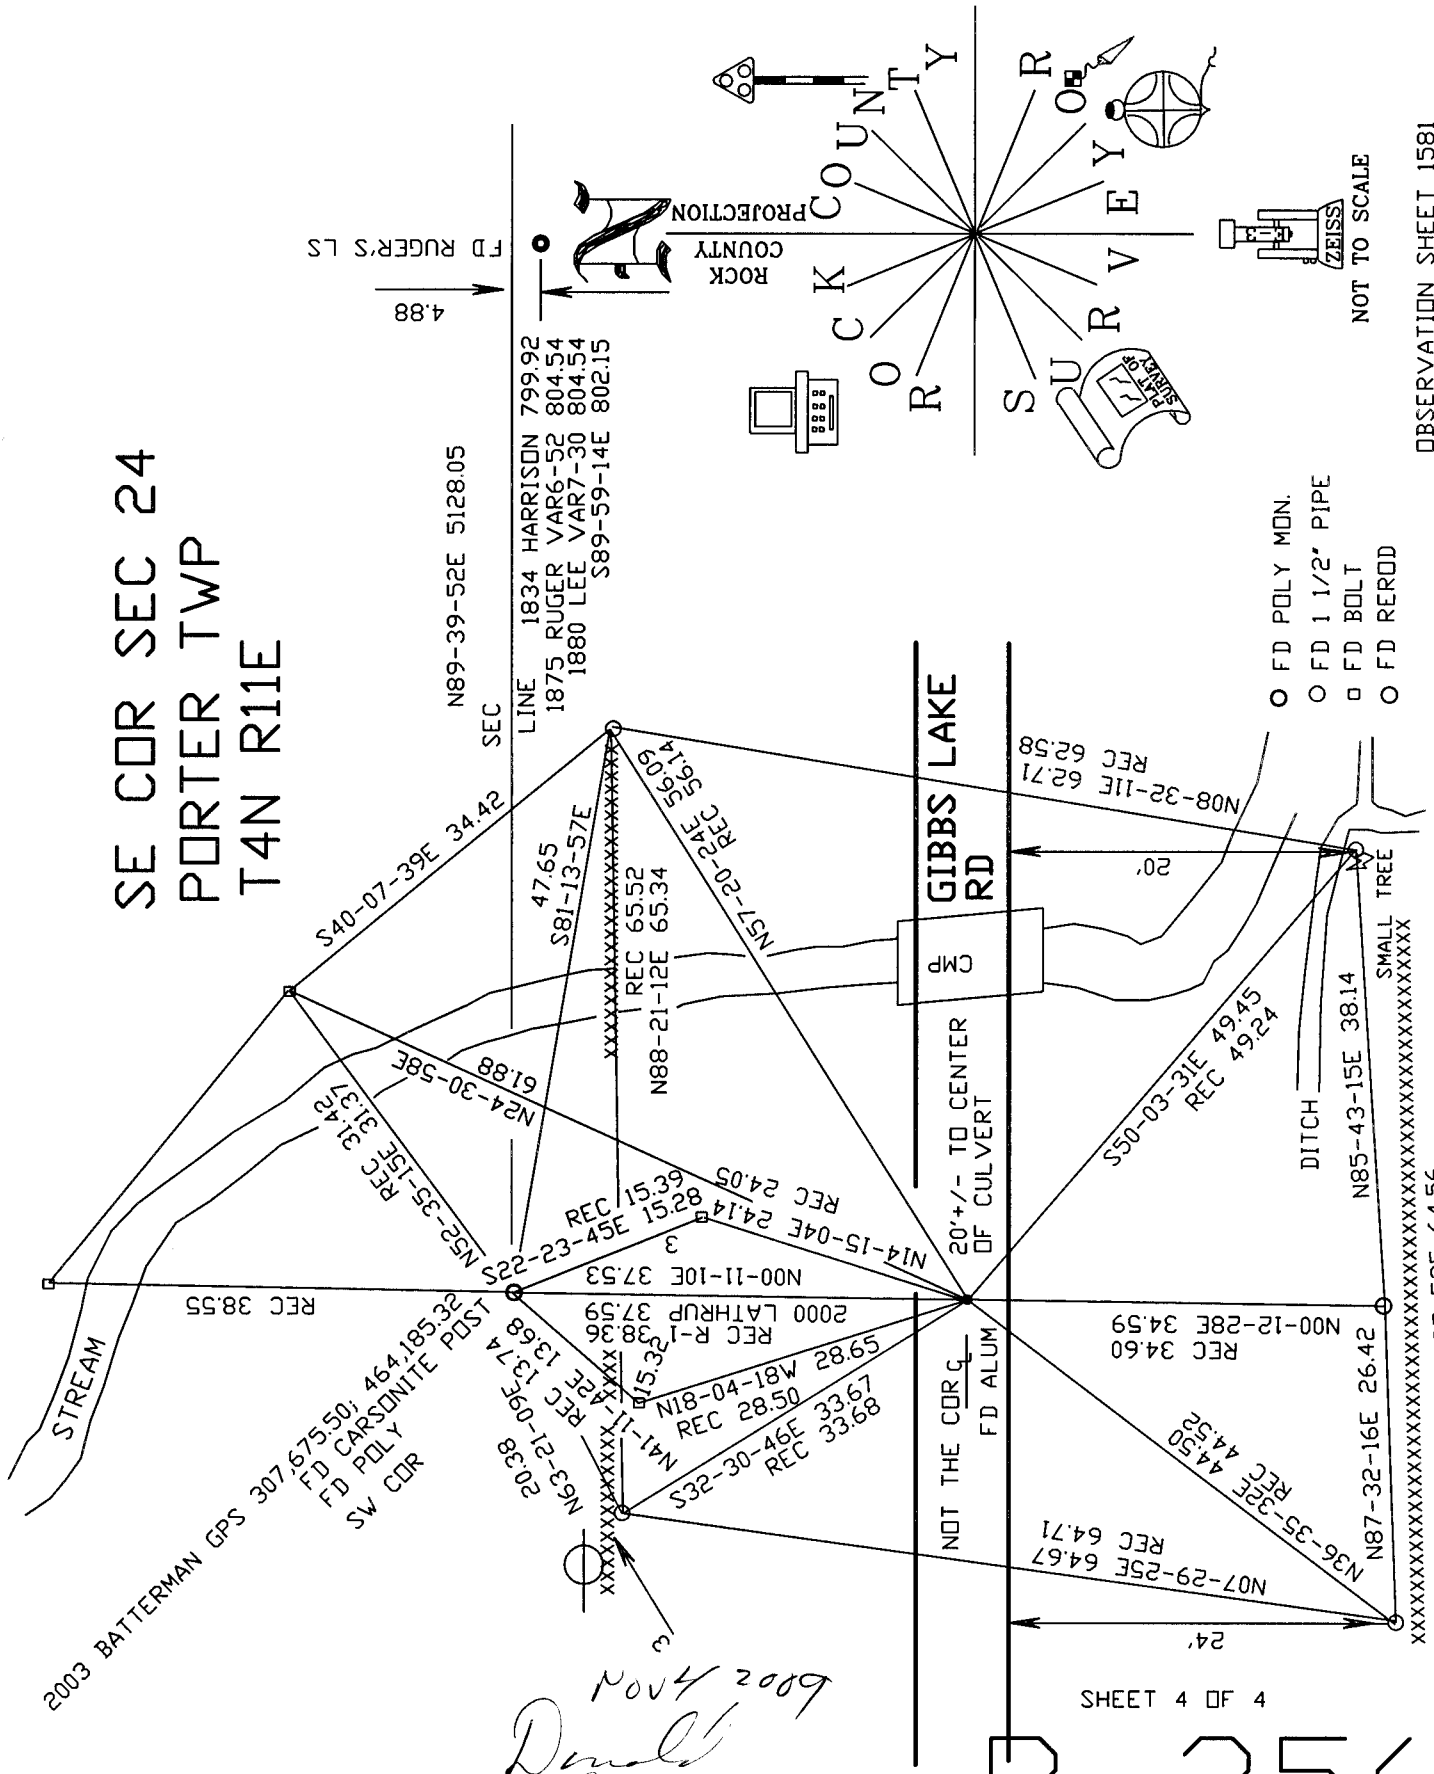 SE COR SEC 24
PORTER TWP
T4N R11E
N89-39-52E 5128.05
SEC
LINE
1834 HARRISON 799.92
1875 RUGER VAR6-52 804.54
1880 LEE VAR7-30 804.54
S89-59-14E 802.15
4.88
FD RUGER'S LS
ROCK
COUNTY
PROJECTION
ROCK COUNTY
SURVEYOR
PLAT OF
SURVEY
ZEISS
NOT TO SCALE
OBSERVATION SHEET 1581
FD POLY MON.
FD 1 1/2" PIPE
FD BOLT
FD REROD
2003 BATTERMAN GPS 307,675.50; 464,185.32
FD CARSONITE POST
FD POLY
SW COR
STREAM
REC 38.55
S40-07-39E 34.42
REC 31.42
N52-35-15E 31.37
N24-30-58E
61.88
47.65
S81-13-57E
REC 65.52
N88-21-12E 65.34
REC 15.39
S22-23-45E 15.28
3
N00-11-10E 37.53
2000 LATHRUP 37.59
REC R-1 38.36
N14-15-04E 24.14
REC 24.05
N57-20-24E 56.09
REC 56.14
N41-11-42E 13.68
REC 13.74
N63-21-09E
20.38
15.32
N18-04-18W 28.65
REC 28.50
S32-30-46E 33.67
REC 33.68
3
GIBBS LAKE
RD
CMP
20'+/- TO CENTER
OF CULVERT
NOT THE COR
CL
FD ALUM
N08-32-11E 62.71
REC 62.58
20'
S50-03-31E 49.45
REC 49.24
DITCH
SMALL TREE
N85-43-15E 38.14
N00-12-28E 34.59
REC 34.60
N36-35-32E 44.50
REC 44.52
N87-32-16E 26.42
N07-29-25E 64.67
REC 64.71
24'
Nov 4 2009
Donald
SHEET 4 OF 4